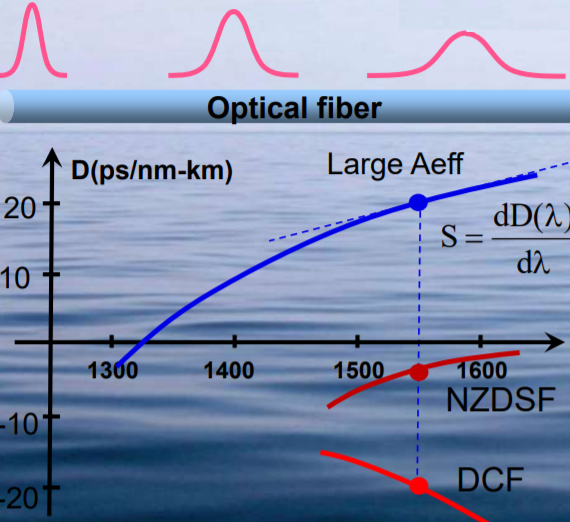 Optical fiber
D(ps/nm-km)
Large Aeff
20
S = dD(λ)
dλ
10
1300 1400 1500 1600
-10
NZDSF
-20
DCF